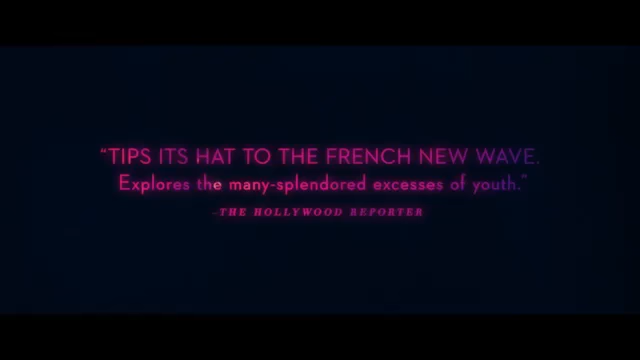 “TIPS ITS HAT TO THE FRENCH NEW WAVE.
Explores the many-splendored excesses of youth.”
–THE HOLLYWOOD REPORTER